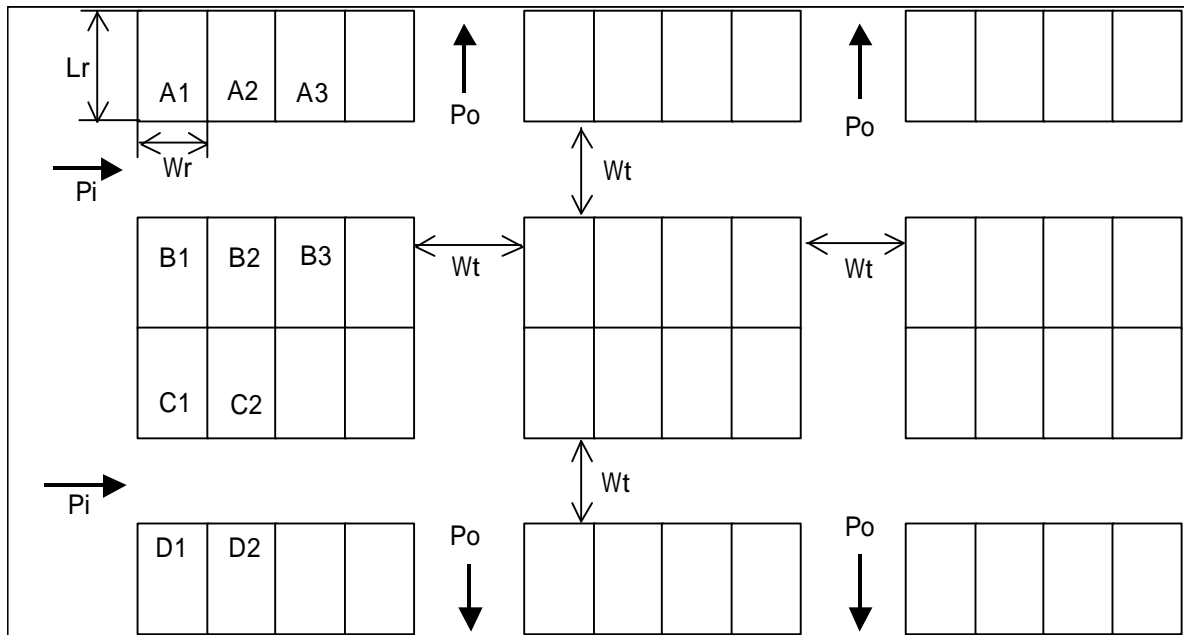 Lr
A1 A2 A3
Po
Po
Wr
Pi
Wt
B1 B2 B3
Wt
Wt
C1 C2
Wt
Pi
D1 D2
Po
Po